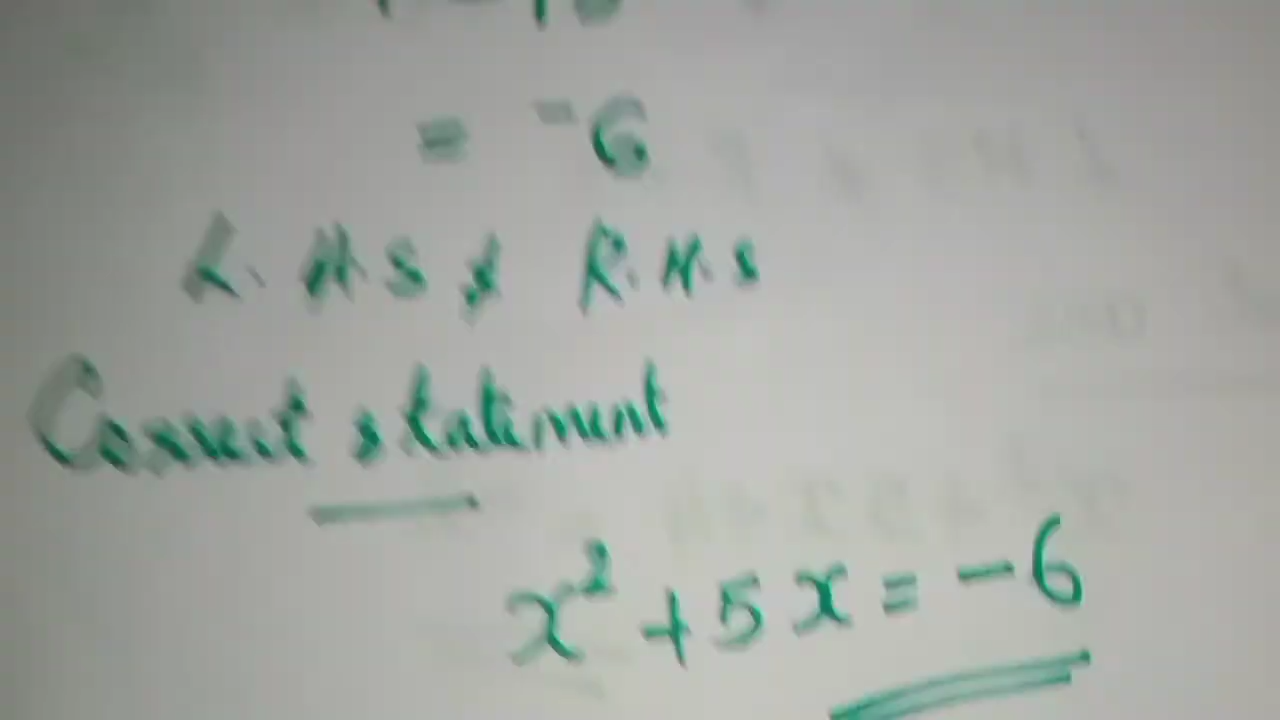 = -6
L.H.S ≠ R.H.S
Correct statement
x² + 5x = -6